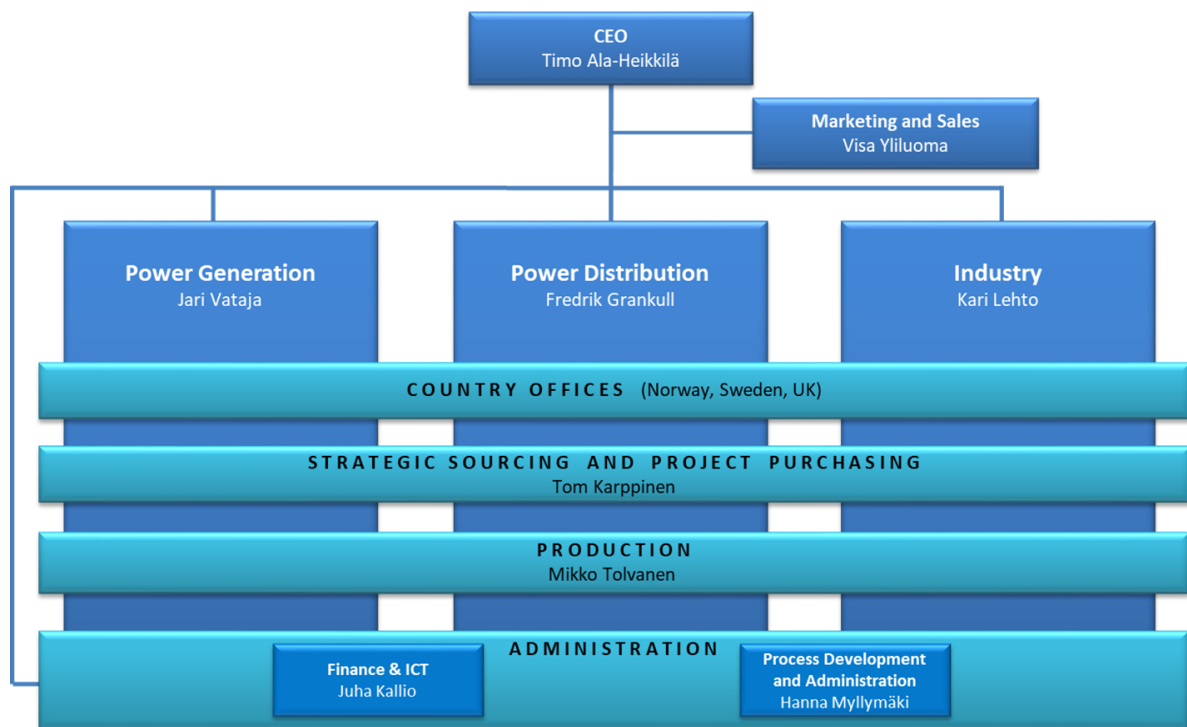 CEO
Timo Ala-Heikkilä
Marketing and Sales
Visa Yliluoma
Power Generation
Jari Vataja
Power Distribution
Fredrik Grankull
Industry
Kari Lehto
COUNTRY OFFICES (Norway, Sweden, UK)
STRATEGIC SOURCING AND PROJECT PURCHASING
Tom Karppinen
PRODUCTION
Mikko Tolvanen
ADMINISTRATION
Finance & ICT
Juha Kallio
Process Development
and Administration
Hanna Myllymäki